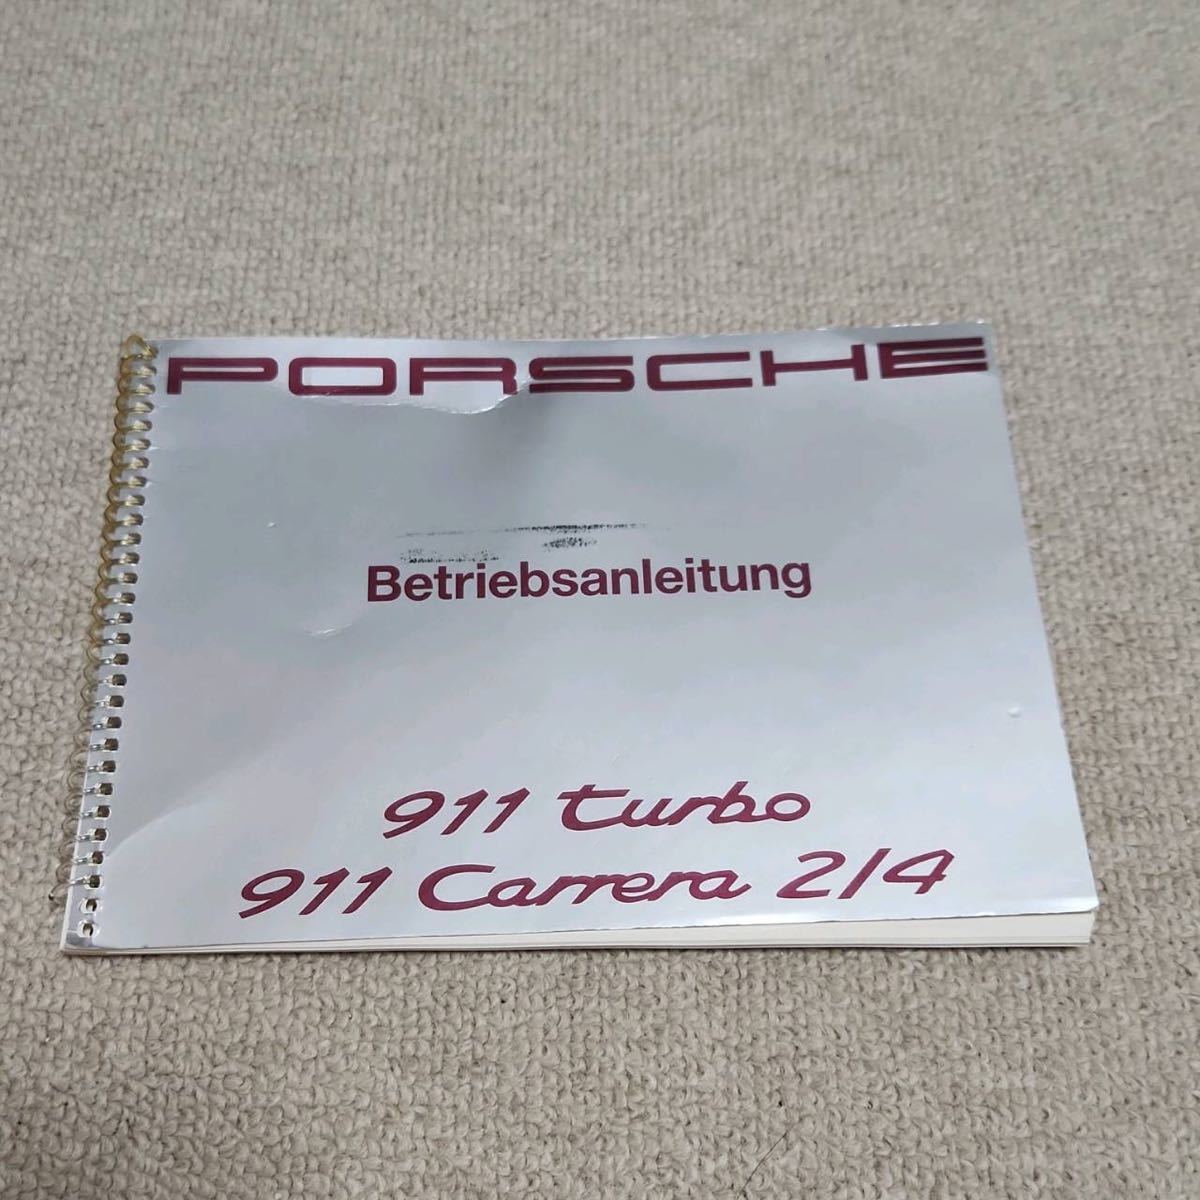 PORSCHE
Betriebsanleitung
911 turbo
911 Carrera 2/4